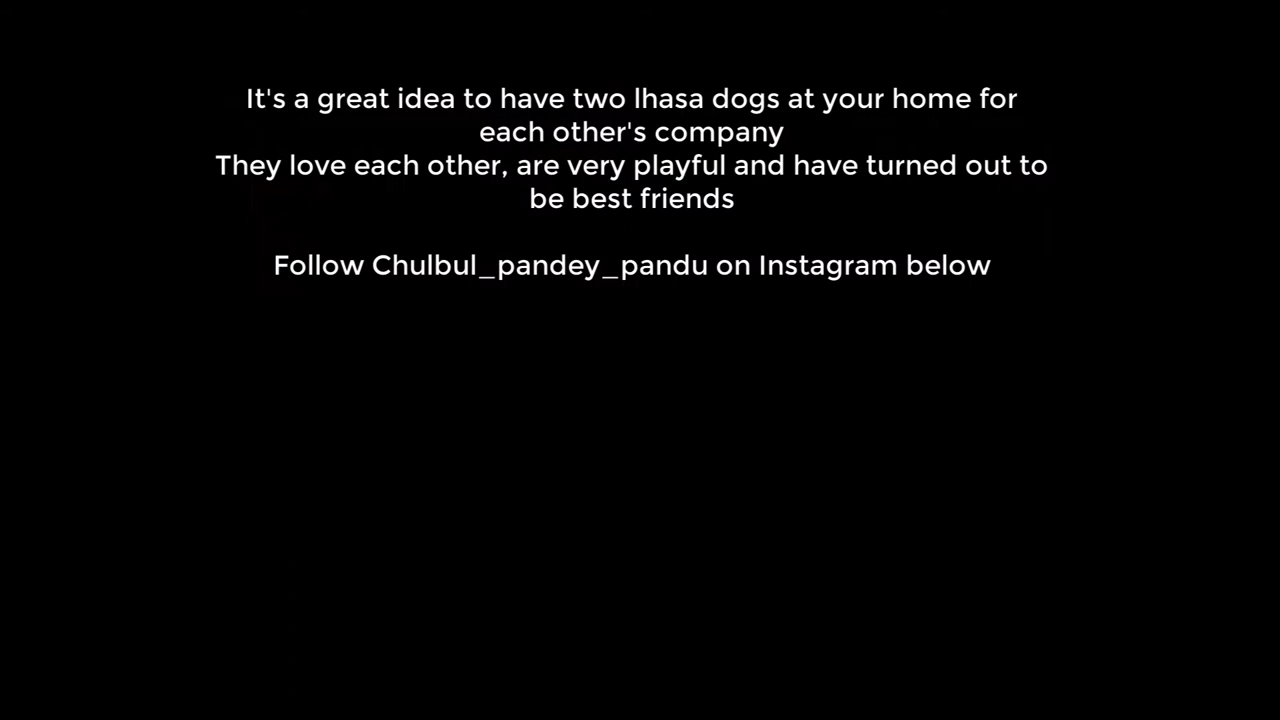 It's a great idea to have two lhasa dogs at your home for
each other's company
They love each other, are very playful and have turned out to
be best friends
Follow Chulbul_pandey_pandu on Instagram below